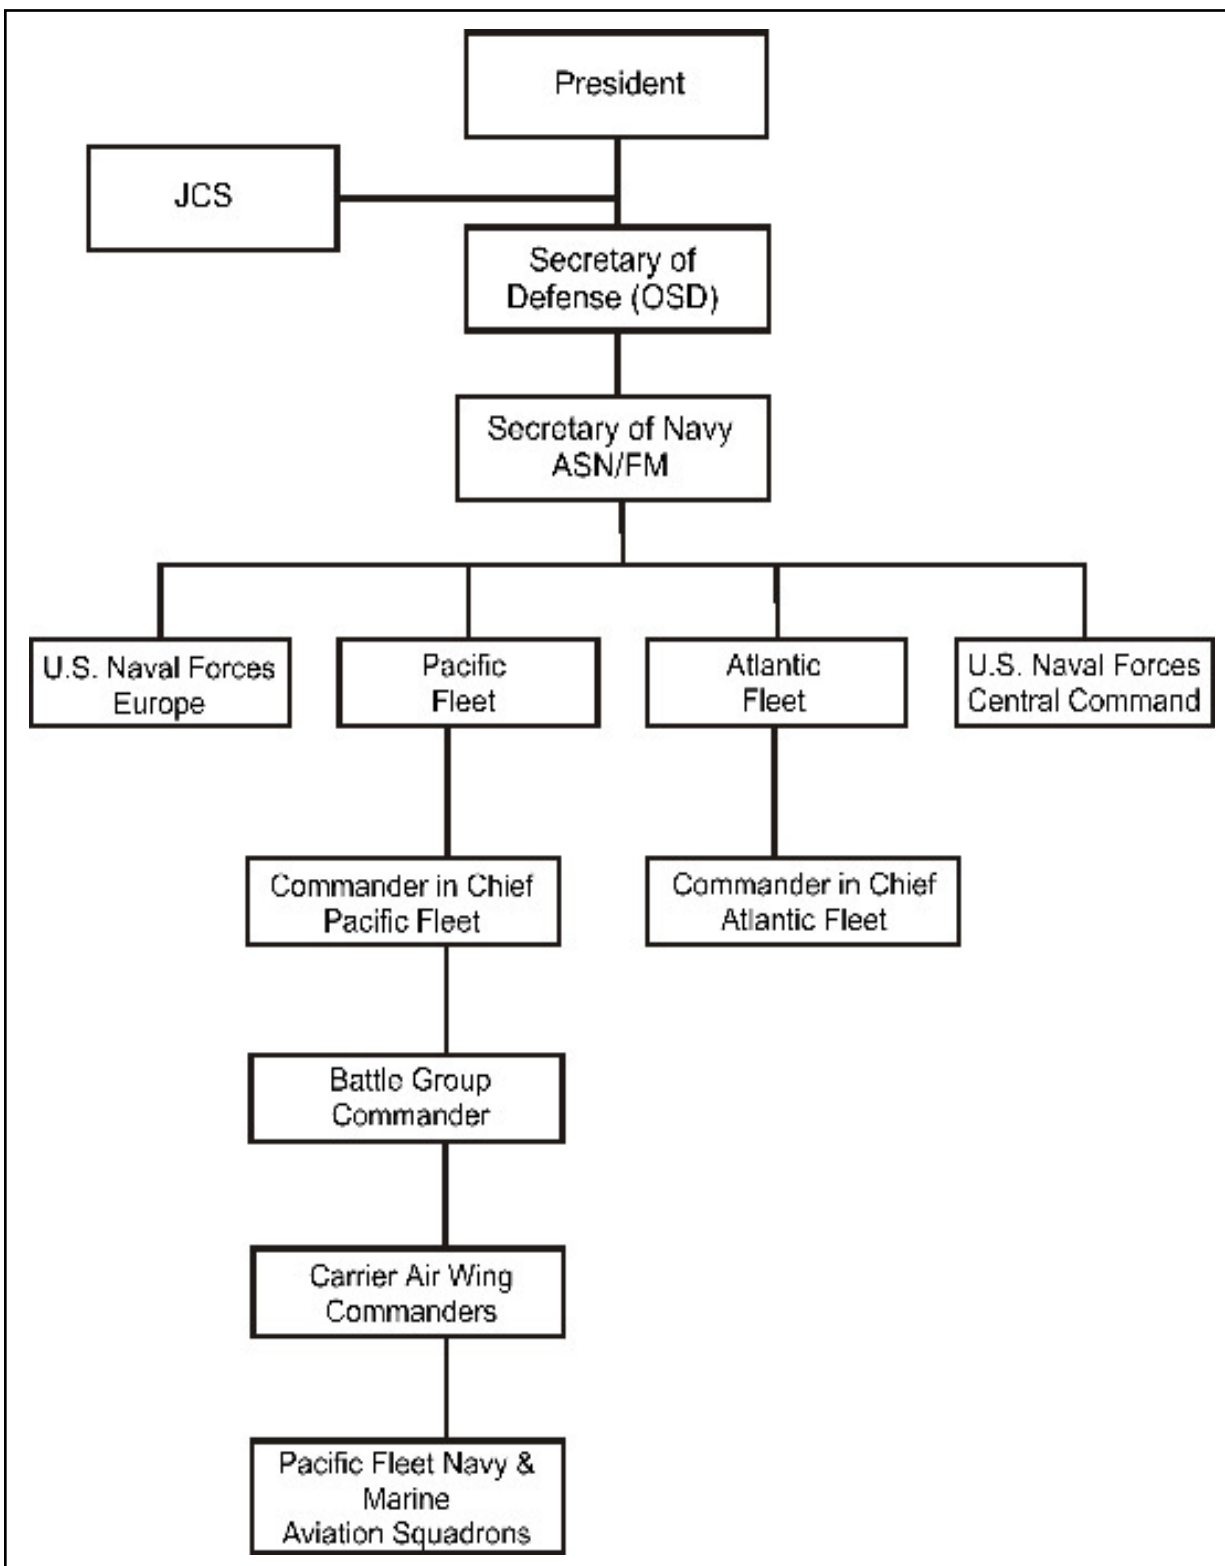 President
JCS
Secretary of
Defense (OSD)
Secretary of Navy
ASN/FM
U.S. Naval Forces
Europe
Pacific
Fleet
Atlantic
Fleet
U.S. Naval Forces
Central Command
Commander in Chief
Pacific Fleet
Commander in Chief
Atlantic Fleet
Battle Group
Commander
Carrier Air Wing
Commanders
Pacific Fleet Navy &
Marine
Aviation Squadrons